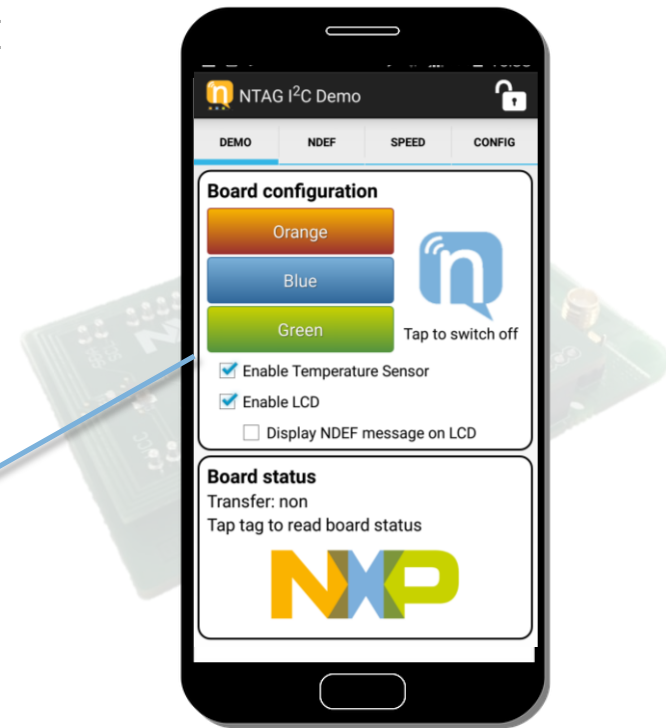 NTAG I²C Demo
DEMO NDEF SPEED CONFIG
Board configuration
Orange
Blue
Green
Tap to switch off
Enable Temperature Sensor
Enable LCD
Display NDEF message on LCD
Board status
Transfer: non
Tap tag to read board status
NXP